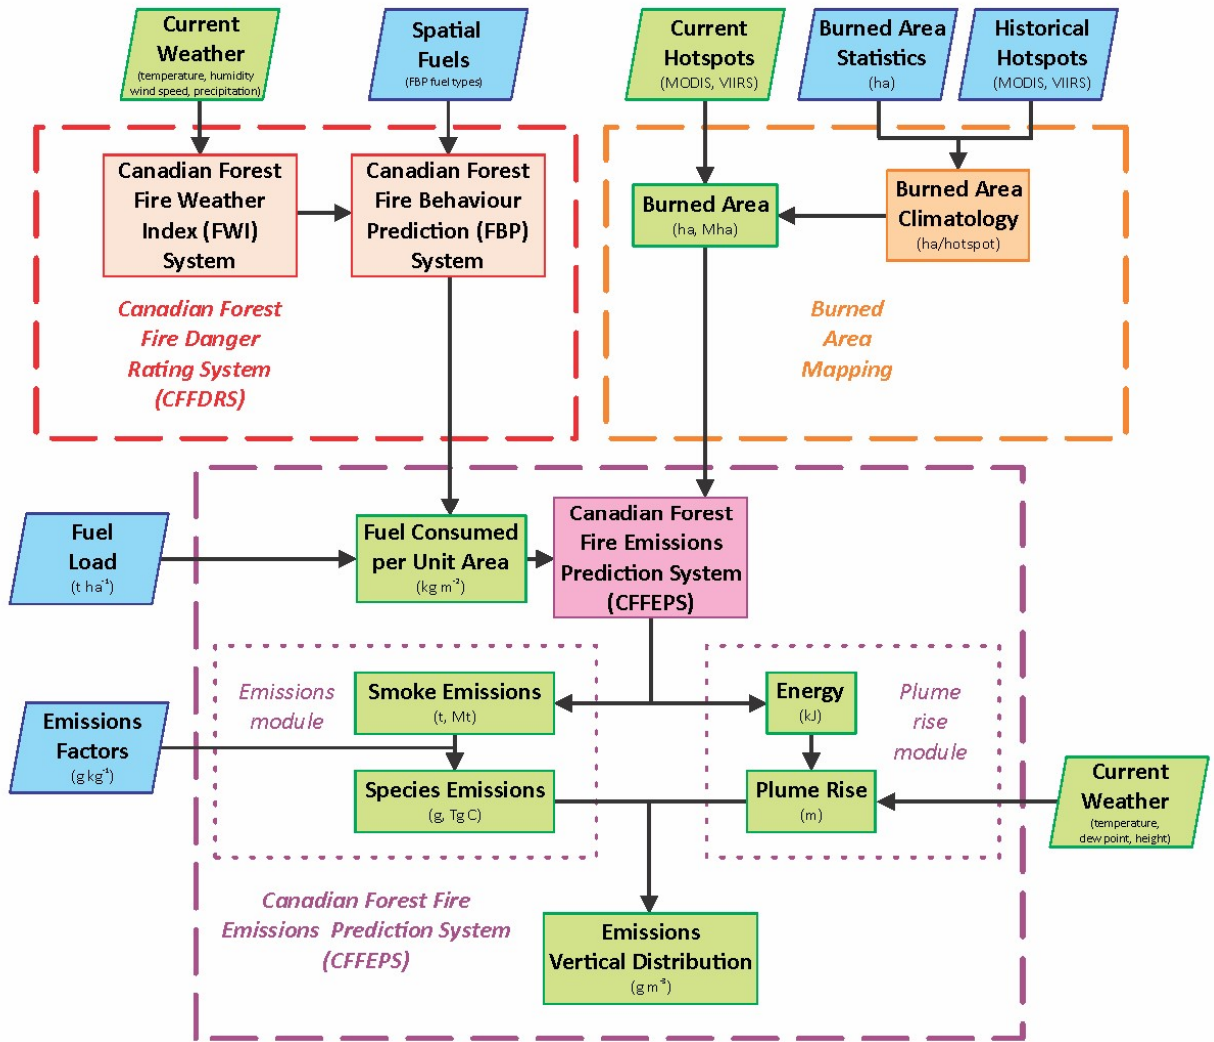 Current
Weather
(temperature, humidity
wind speed, precipitation)
Spatial
Fuels
(FBP fuel types)
Current
Hotspots
(MODIS, VIIRS)
Burned Area
Statistics
(ha)
Historical
Hotspots
(MODIS, VIIRS)
Canadian Forest
Fire Weather
Index (FWI)
System
Canadian Forest
Fire Behaviour
Prediction (FBP)
System
Burned Area
(ha, Mha)
Burned Area
Climatology
(ha/hotspot)
Canadian Forest
Fire Danger
Rating System
(CFFDRS)
Burned
Area
Mapping
Fuel
Load
(t ha⁻¹)
Fuel Consumed
per Unit Area
(kg m⁻²)
Canadian Forest
Fire Emissions
Prediction System
(CFFEPS)
Emissions
module
Smoke Emissions
(t, Mt)
Energy
(kJ)
Plume
rise
module
Emissions
Factors
(g kg⁻¹)
Species Emissions
(g, Tg C)
Plume Rise
(m)
Current
Weather
(temperature,
dew point, height)
Canadian Forest Fire
Emissions Prediction System
(CFFEPS)
Emissions
Vertical Distribution
(g m⁻³)